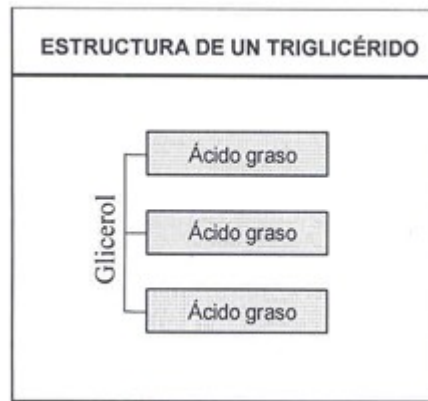 ESTRUCTURA DE UN TRIGLICÉRIDO
Glicerol
Ácido graso
Ácido graso
Ácido graso